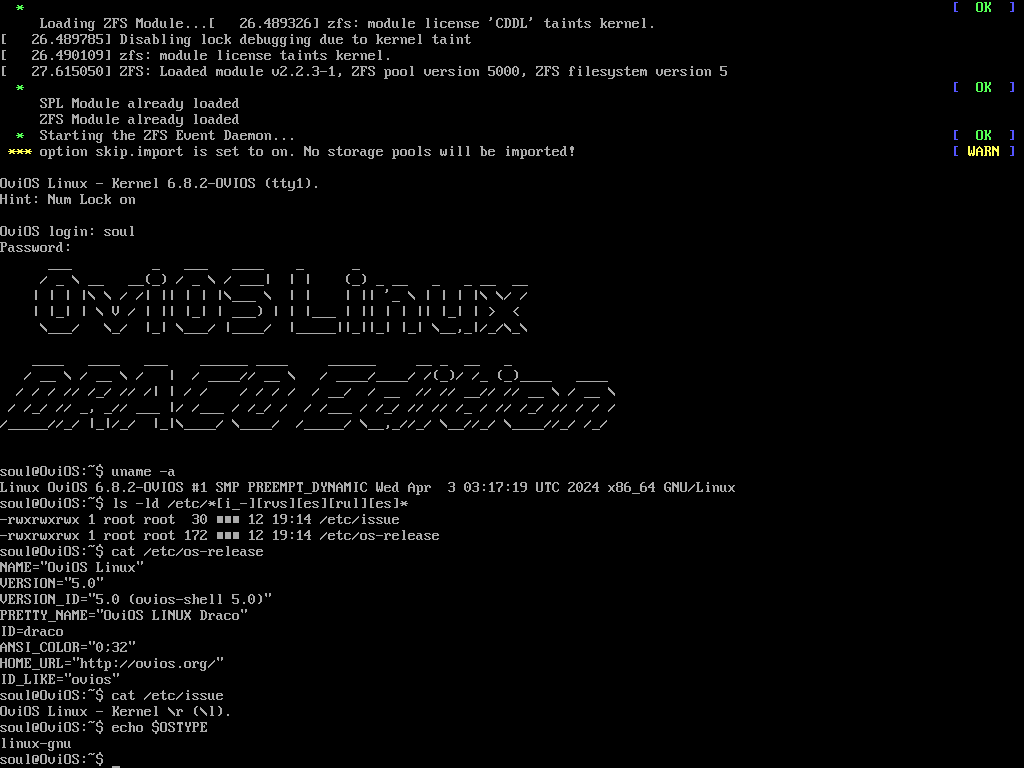 *                                                                                                                      [  OK  ]
     Loading ZFS Module...[   26.489326] zfs: module license 'CDDL' taints kernel.
[   26.489785] Disabling lock debugging due to kernel taint
[   26.490109] zfs: module license taints kernel.
[   27.615050] ZFS: Loaded module v2.2.3-1, ZFS pool version 5000, ZFS filesystem version 5
  *                                                                                                                    [  OK  ]
     SPL Module already loaded
     ZFS Module already loaded
  *  Starting the ZFS Event Daemon...                                                                                  [  OK  ]
 *** option skip.import is set to on. No storage pools will be imported!                                               [ WARN ]
OviOS Linux - Kernel 6.8.2-OVIOS (tty1).
Hint: Num Lock on
OviOS login: soul
Password:
OviOS Linux
DRACO Edition
soul@OviOS:~$ uname -a
Linux OviOS 6.8.2-OVIOS #1 SMP PREEMPT_DYNAMIC Wed Apr  3 03:17:19 UTC 2024 x86_64 GNU/Linux
soul@OviOS:~$ ls -ld /etc/*[i_-][rvs][es][rul][es]*
-rwxrwxrwx 1 root root  30 ■■■ 12 19:14 /etc/issue
-rwxrwxrwx 1 root root 172 ■■■ 12 19:14 /etc/os-release
soul@OviOS:~$ cat /etc/os-release
NAME="OviOS Linux"
VERSION="5.0"
VERSION_ID="5.0 (ovios-shell 5.0)"
PRETTY_NAME="OviOS LINUX Draco"
ID=draco
ANSI_COLOR="0;32"
HOME_URL="http://ovios.org/"
ID_LIKE="ovios"
soul@OviOS:~$ cat /etc/issue
OviOS Linux - Kernel \r (\l).
soul@OviOS:~$ echo $OSTYPE
linux-gnu
soul@OviOS:~$ _